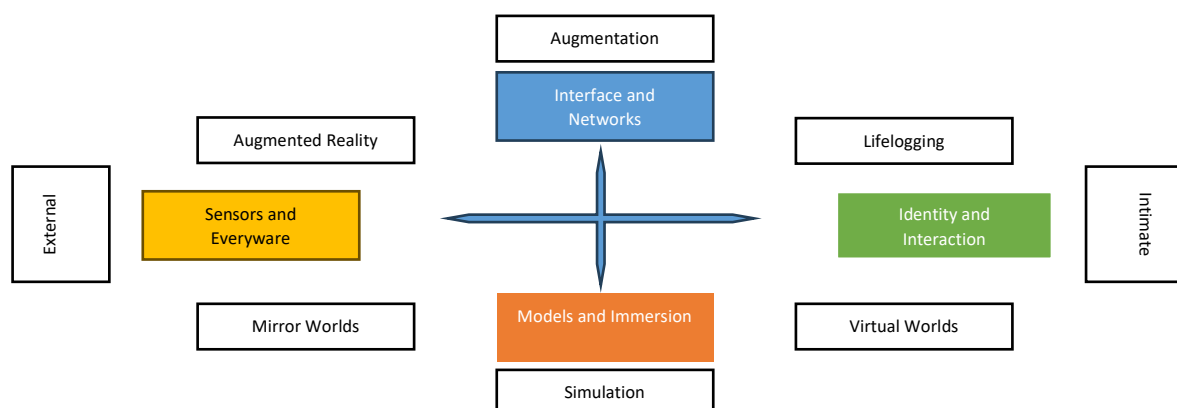 Augmentation
Interface and
Networks
Augmented Reality
Lifelogging
External
Sensors and
Everyware
Identity and
Interaction
Intimate
Mirror Worlds
Models and Immersion
Virtual Worlds
Simulation